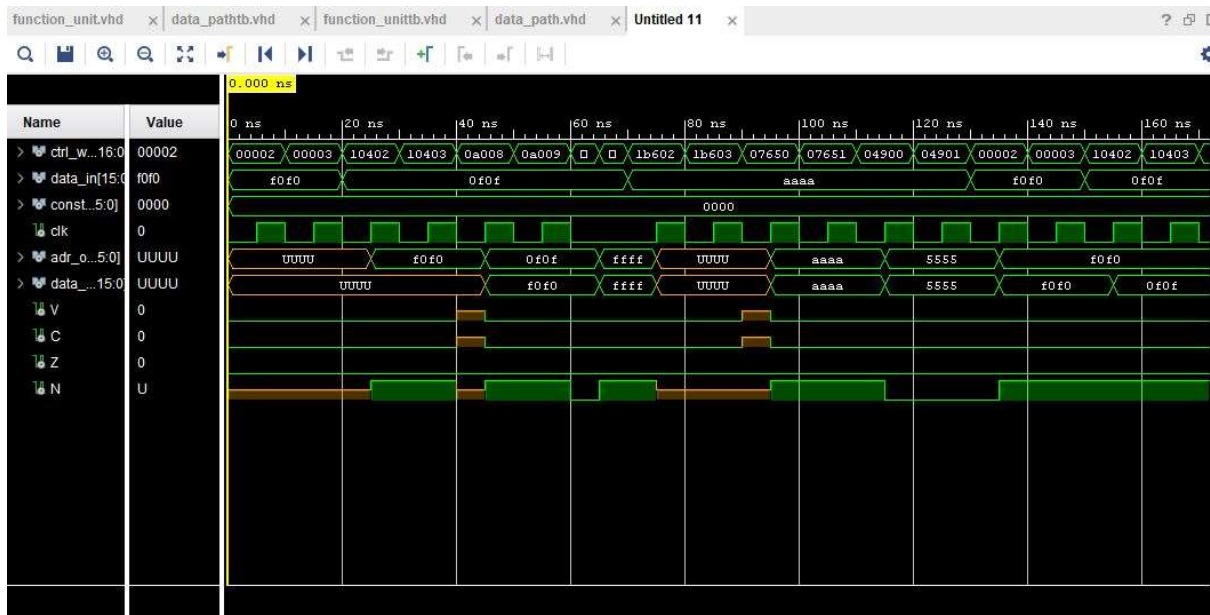 function_unit.vhd × data_pathtb.vhd × function_unittb.vhd × data_path.vhd × Untitled 11 × ?
0.000 ns
Name Value 0 ns 20 ns 40 ns 60 ns 80 ns 100 ns 120 ns 140 ns 160 ns
> ctrl_w...16:0 00002 00002 00003 10402 10403 0a008 0a009 1b602 1b603 07650 07651 04900 04901 00002 00003 10402 10403
> data_in[15:0 f0f0 f0f0 0f0f aaaa f0f0 0f0f
> const...5:0] 0000 0000
clk 0
> adr_o...5:0] UUUU UUUU f0f0 0f0f ffff UUUU aaaa 5555 f0f0
> data_...15:0] UUUU UUUU f0f0 ffff UUUU aaaa 5555 f0f0 0f0f
V 0
C 0
Z 0
N U